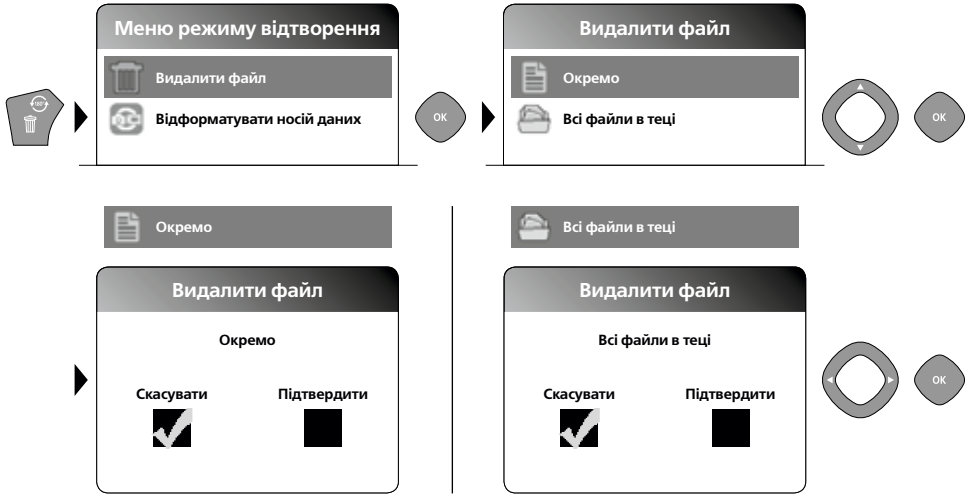 Меню режиму відтворення
Видалити файл
Відформатувати носій даних
180°
OK
Видалити файл
Окремо
Всі файли в теці
OK
Окремо
Видалити файл
Окремо
Скасувати Підтвердити
Всі файли в теці
Видалити файл
Всі файли в теці
Скасувати Підтвердити
OK